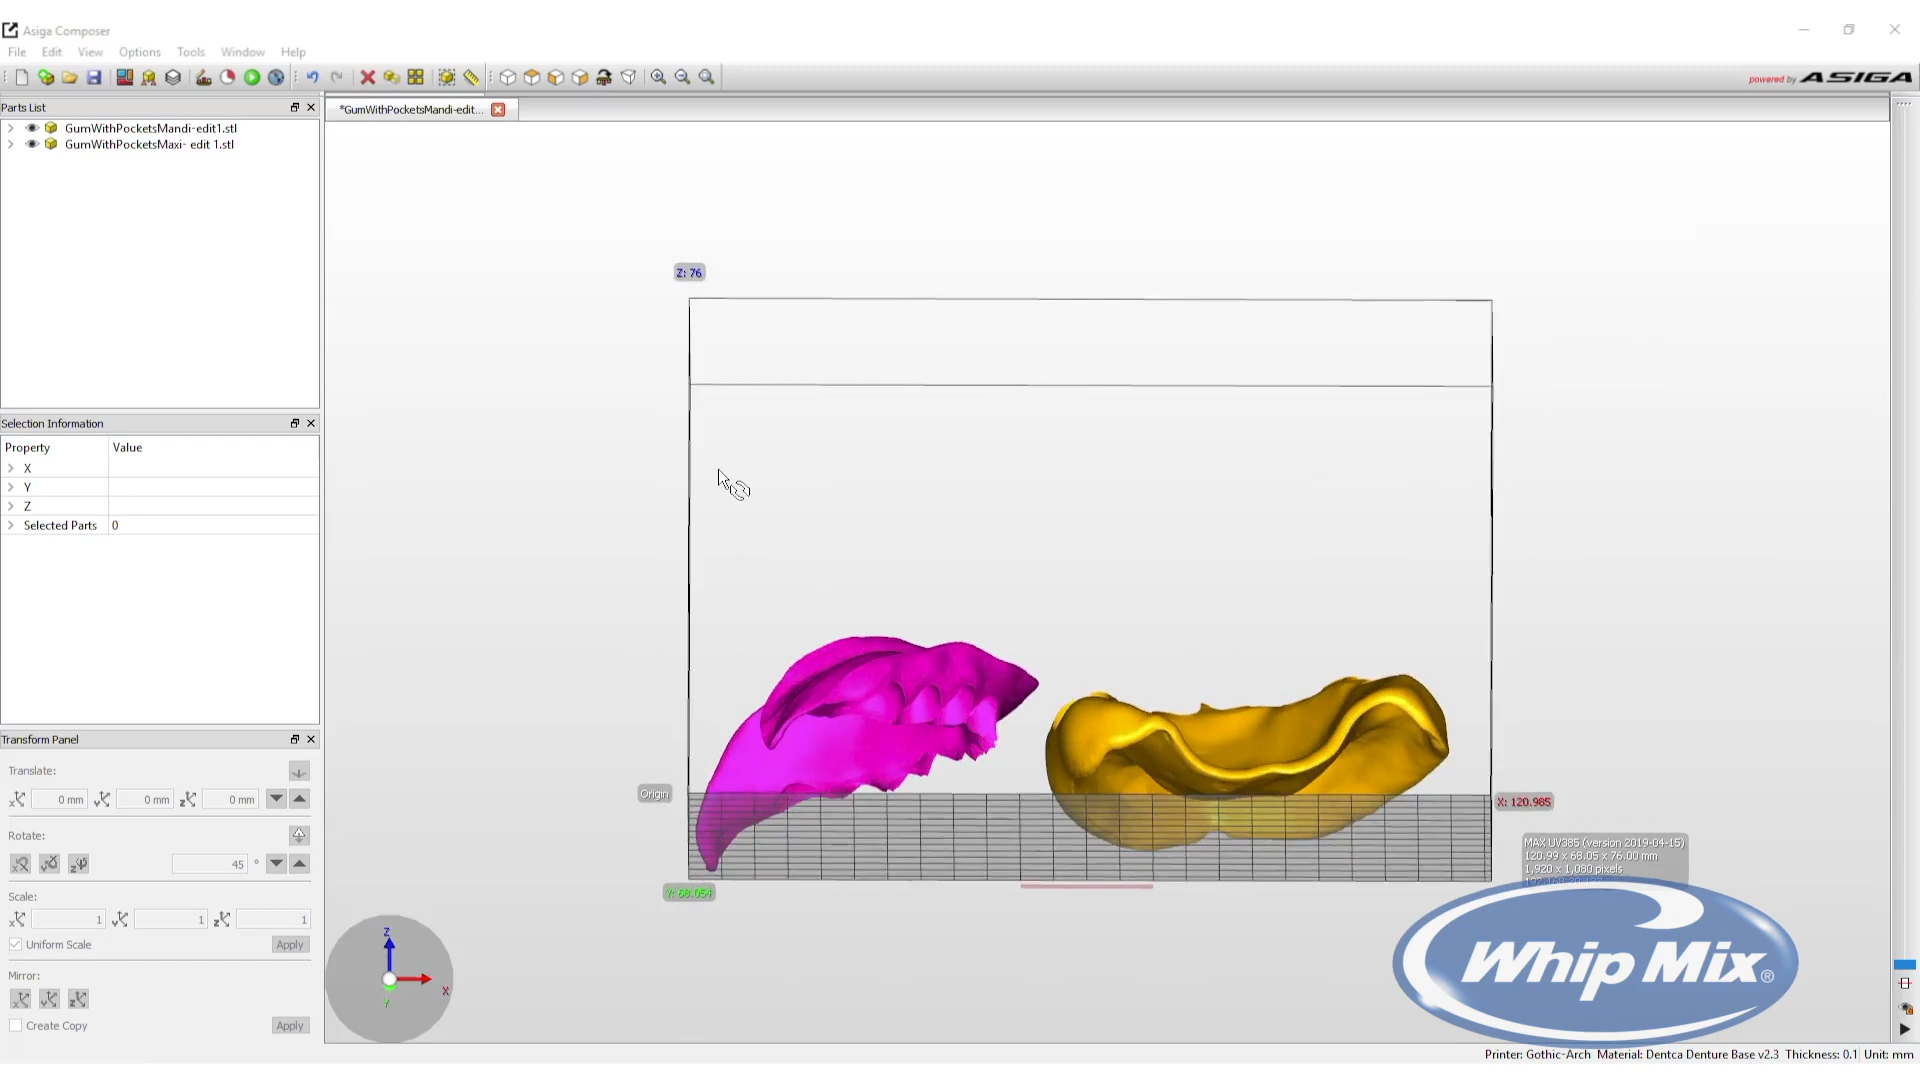 Asiga Composer
File Edit View Options Tools Window Help
powered by ASIGA
Parts List
*GumWithPocketsMandi-edit...
GumWithPocketsMandi-edit1.stl
GumWithPocketsMaxi- edit 1.stl
Z: 76
Selection Information
Property Value
X
Y
Z
Selected Parts 0
Transform Panel
Translate:
0 mm 0 mm 0 mm
Origin
X: 120.985
Rotate:
45 °
MAX UV385 (version 2019-04-15)
120.99 x 68.05 x 76.00 mm
1,920 x 1,080 pixels
Y: 68.054
Scale:
1 1 1
Uniform Scale Apply
Mirror:
Create Copy Apply
Z
X
Y
Whip Mix®
Printer: Gothic-Arch Material: Dentca Denture Base v2.3 Thickness: 0.1 Unit: mm